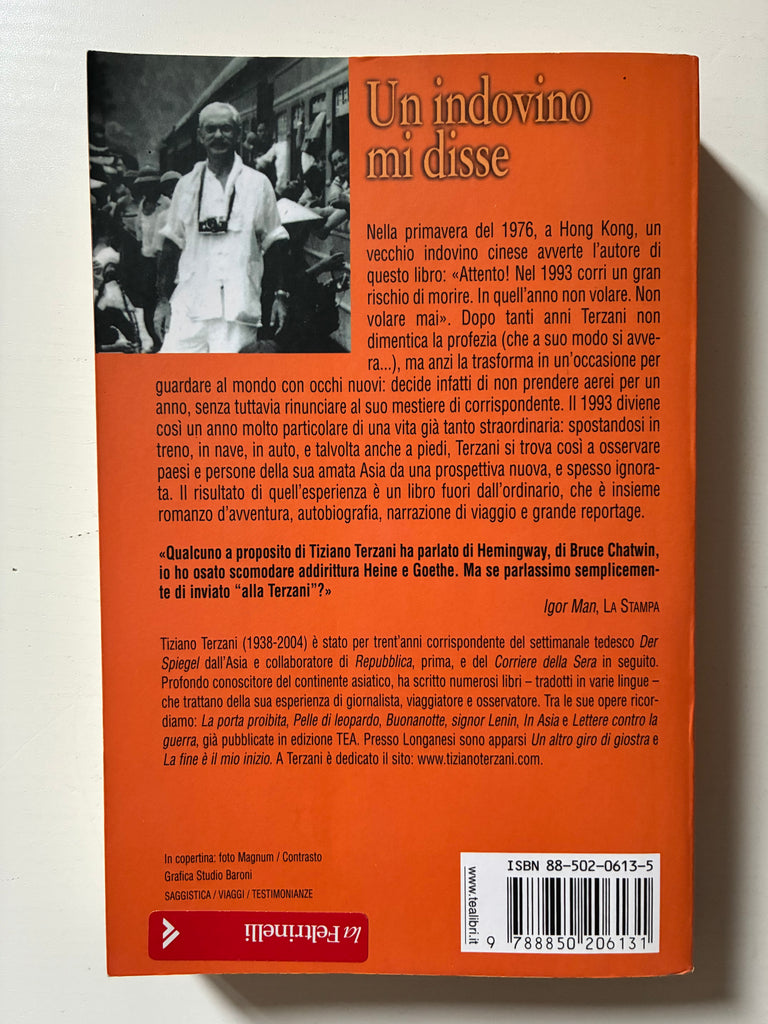 Un indovino
mi disse
Nella primavera del 1976, a Hong Kong, un
vecchio indovino cinese avverte l'autore di
questo libro: «Attento! Nel 1993 corri un gran
rischio di morire. In quell'anno non volare. Non
volare mai». Dopo tanti anni Terzani non
dimentica la profezia (che a suo modo si avve-
ra...), ma anzi la trasforma in un'occasione per
guardare al mondo con occhi nuovi: decide infatti di non prendere aerei per un
anno, senza tuttavia rinunciare al suo mestiere di corrispondente. Il 1993 diviene
così un anno molto particolare di una vita già tanto straordinaria: spostandosi in
treno, in nave, in auto, e talvolta anche a piedi, Terzani si trova così a osservare
paesi e persone della sua amata Asia da una prospettiva nuova, e spesso ignora-
ta. Il risultato di quell'esperienza è un libro fuori dall'ordinario, che è insieme
romanzo d'avventura, autobiografia, narrazione di viaggio e grande reportage.
«Qualcuno a proposito di Tiziano Terzani ha parlato di Hemingway, di Bruce Chatwin,
io ho osato scomodare addirittura Heine e Goethe. Ma se parlassimo semplicemen-
te di inviato "alla Terzani"?»
Igor Man, LA STAMPA
Tiziano Terzani (1938-2004) è stato per trent'anni corrispondente del settimanale tedesco Der
Spiegel dall'Asia e collaboratore di Repubblica, prima, e del Corriere della Sera in seguito.
Profondo conoscitore del continente asiatico, ha scritto numerosi libri – tradotti in varie lingue –
che trattano della sua esperienza di giornalista, viaggiatore e osservatore. Tra le sue opere ricor-
diamo: La porta proibita, Pelle di leopardo, Buonanotte, signor Lenin, In Asia e Lettere contro la
guerra, già pubblicate in edizione TEA. Presso Longanesi sono apparsi Un altro giro di giostra e
La fine è il mio inizio. A Terzani è dedicato il sito: www.tizianoterzani.com.
In copertina: foto Magnum / Contrasto
Grafica Studio Baroni
SAGGISTICA / VIAGGI / TESTIMONIANZE
la Feltrinelli
ISBN 88-502-0613-5
www.tealibri.it
9 788850 206131